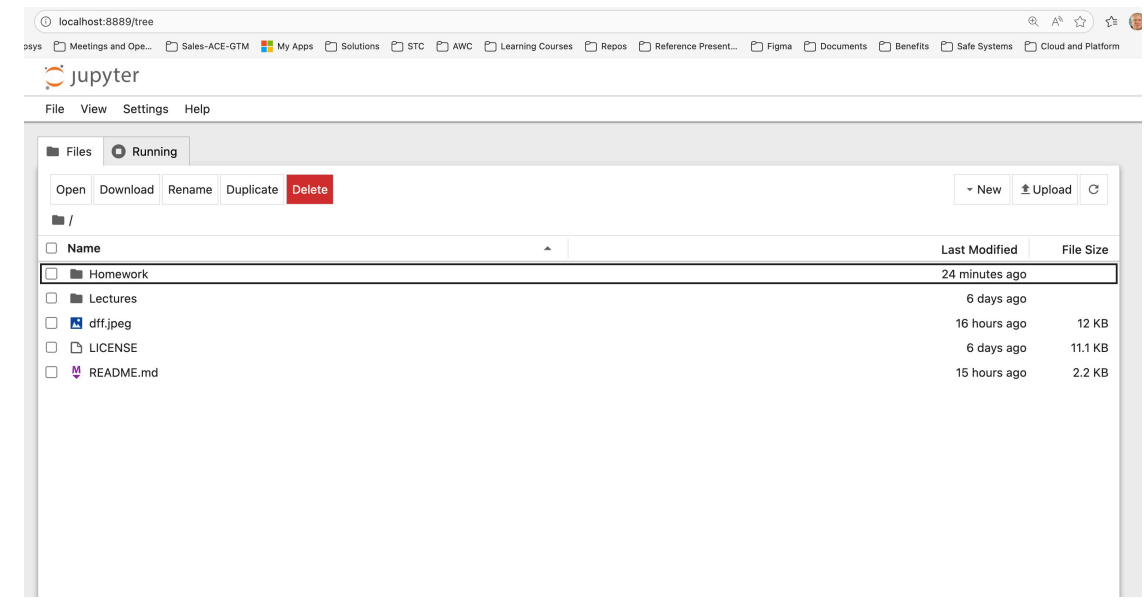 localhost:8889/tree
osys Meetings and Ope... Sales-ACE-GTM My Apps Solutions STC AWC Learning Courses Repos Reference Present... Figma Documents Benefits Safe Systems Cloud and Platform
jupyter
File View Settings Help
Files Running
Open Download Rename Duplicate Delete New Upload
/
Name Last Modified File Size
Homework 24 minutes ago
Lectures 6 days ago
dff.jpeg 16 hours ago 12 KB
LICENSE 6 days ago 11.1 KB
README.md 15 hours ago 2.2 KB